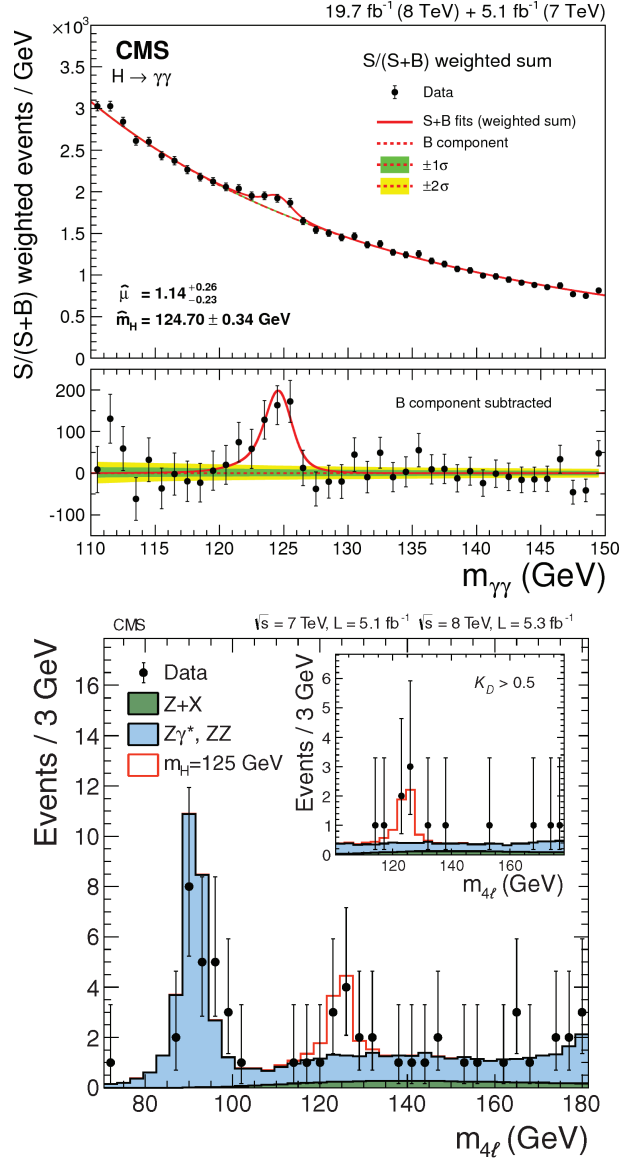 19.7 fb⁻¹ (8 TeV) + 5.1 fb⁻¹ (7 TeV)
×10³
CMS
H → γγ
S/(S+B) weighted sum
Data
S+B fits (weighted sum)
B component
±1σ
±2σ
S/(S+B) weighted events / GeV
3.5
3
2.5
2
1.5
1
0.5
0
μ̂ = 1.14 +0.26 −0.23
m̂_H = 124.70 ± 0.34 GeV
B component subtracted
200
100
0
-100
110 115 120 125 130 135 140 145 150
m_γγ (GeV)
CMS √s = 7 TeV, L = 5.1 fb⁻¹ √s = 8 TeV, L = 5.3 fb⁻¹
Events / 3 GeV
16
14
12
10
8
6
4
2
0
Data
Z+X
Zγ*, ZZ
m_H=125 GeV
K_D > 0.5
Events / 3 GeV
6
5
4
3
2
1
0
120 140 160
m_4ℓ (GeV)
80 100 120 140 160 180
m_4ℓ (GeV)